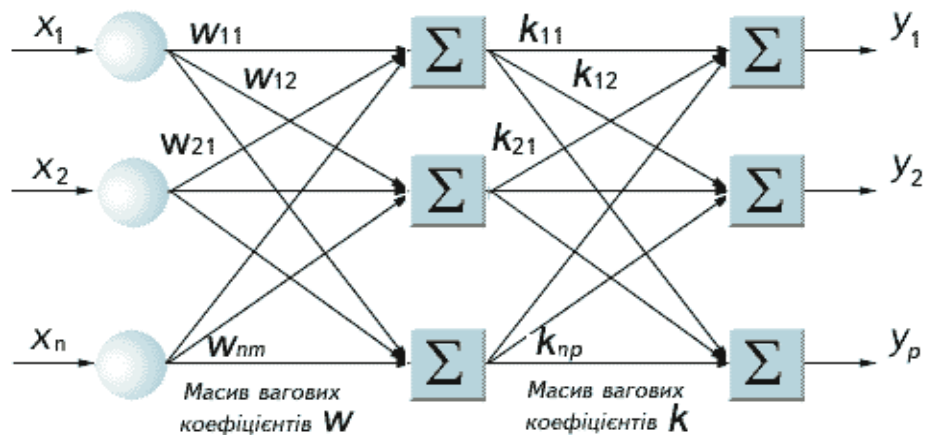 x1 w11 Σ k11 Σ y1
w12 k12
w21 k21
x2 Σ Σ y2
xn wnm Σ knp Σ yp
Масив вагових
коефіцієнтів w
Масив вагових
коефіцієнтів k